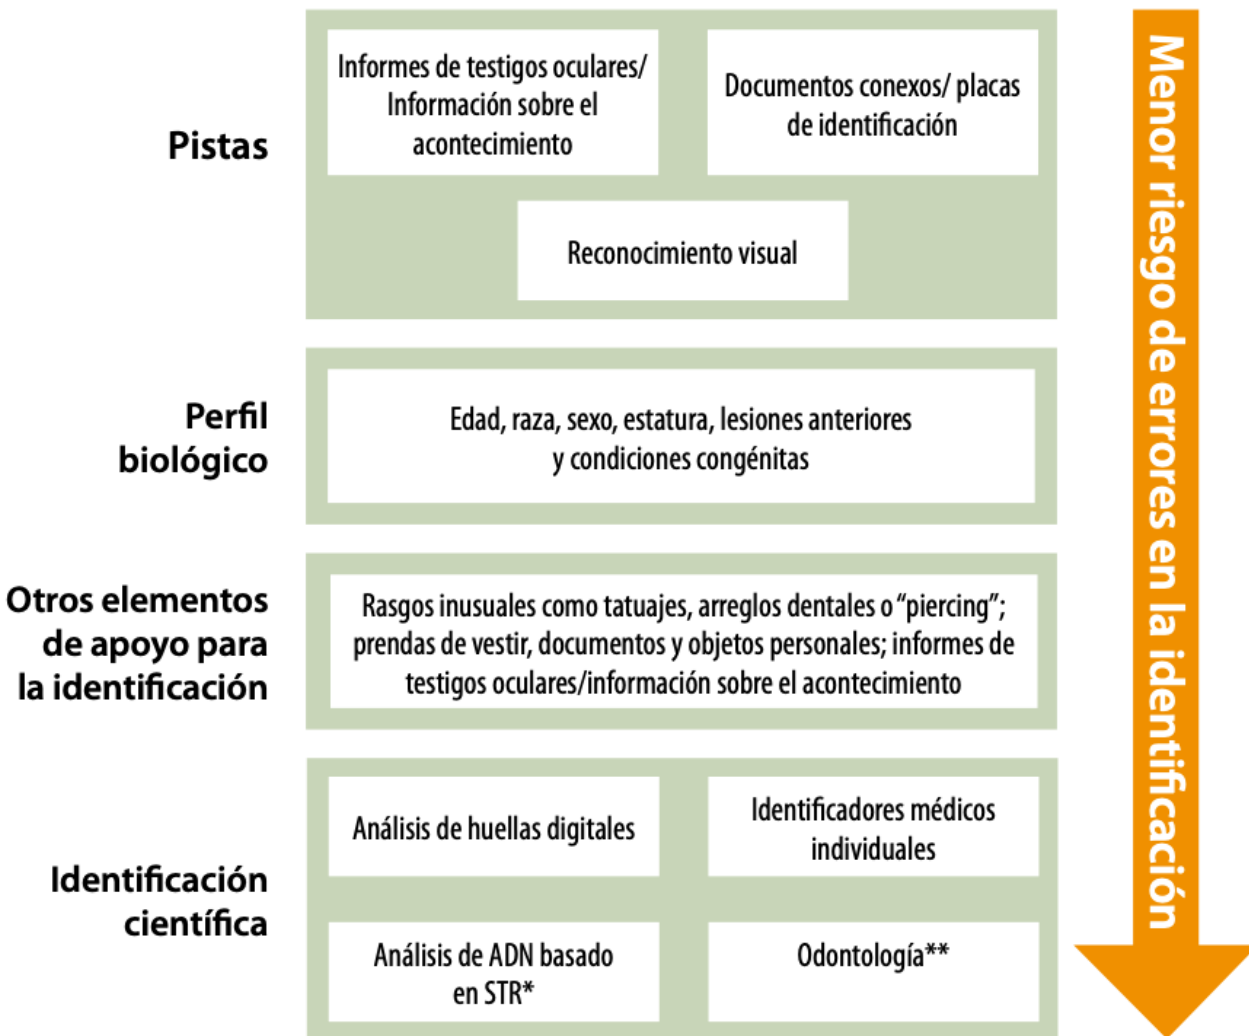 Pistas
Informes de testigos oculares/
Información sobre el
acontecimiento
Documentos conexos/ placas
de identificación
Reconocimiento visual
Perfil
biológico
Edad, raza, sexo, estatura, lesiones anteriores
y condiciones congénitas
Otros elementos
de apoyo para
la identificación
Rasgos inusuales como tatuajes, arreglos dentales o “piercing”;
prendas de vestir, documentos y objetos personales; informes de
testigos oculares/información sobre el acontecimiento
Identificación
científica
Análisis de huellas digitales
Identificadores médicos
individuales
Análisis de ADN basado
en STR*
Odontología**
Menor riesgo de errores en la identificación